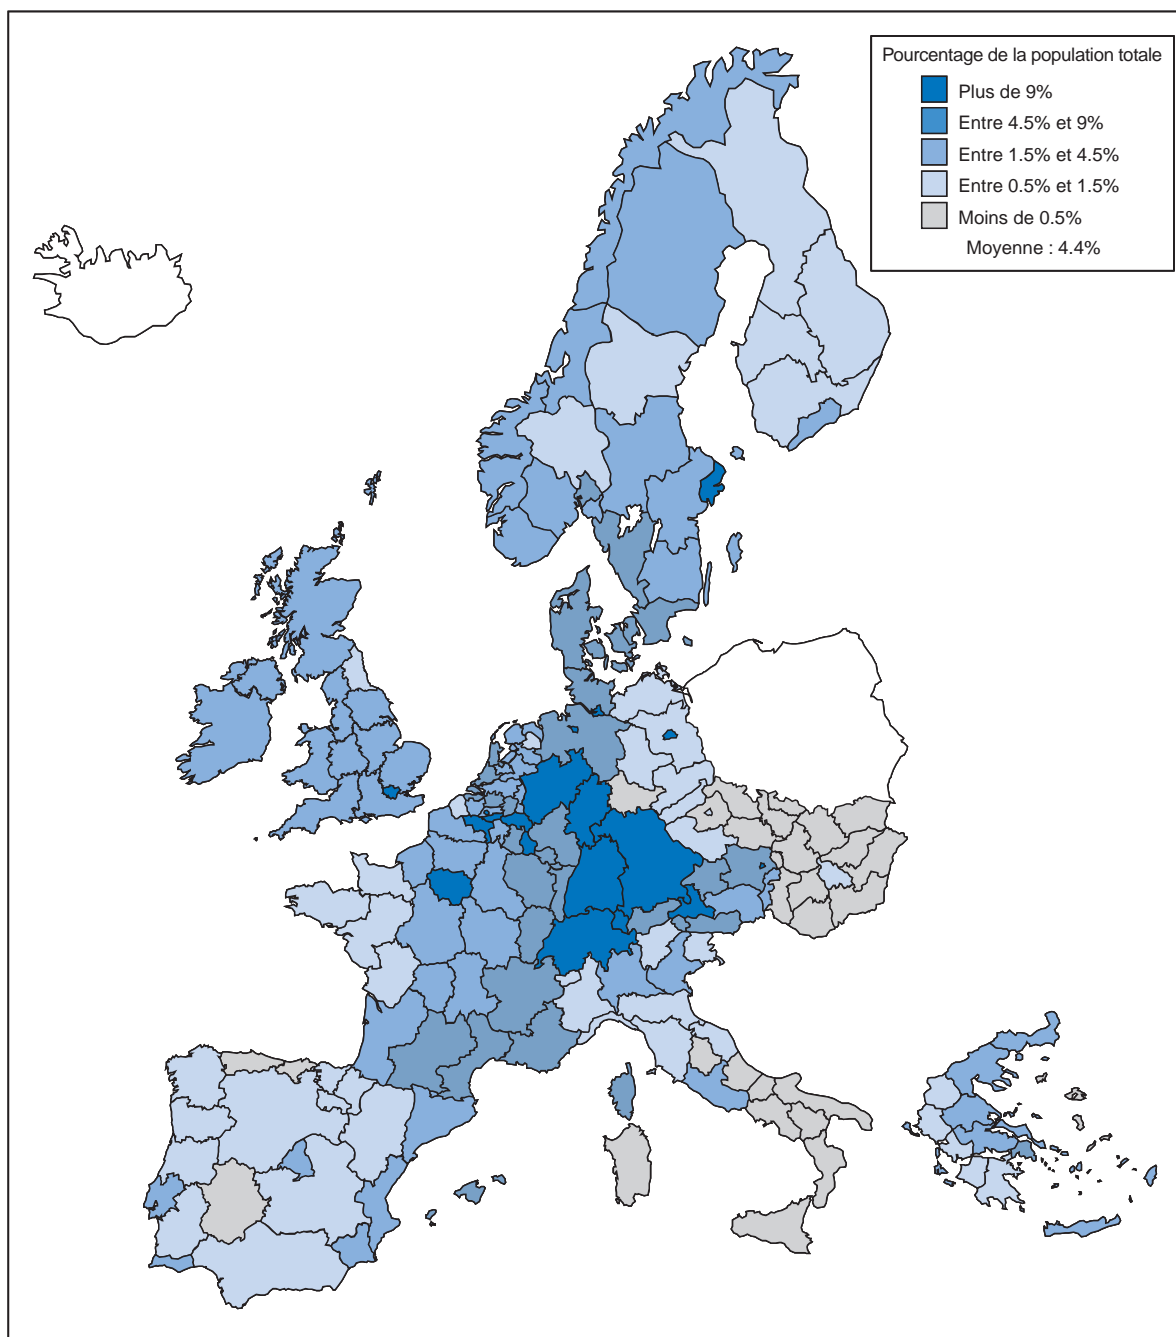 Pourcentage de la population totale
Plus de 9%
Entre 4.5% et 9%
Entre 1.5% et 4.5%
Entre 0.5% et 1.5%
Moins de 0.5%
Moyenne : 4.4%